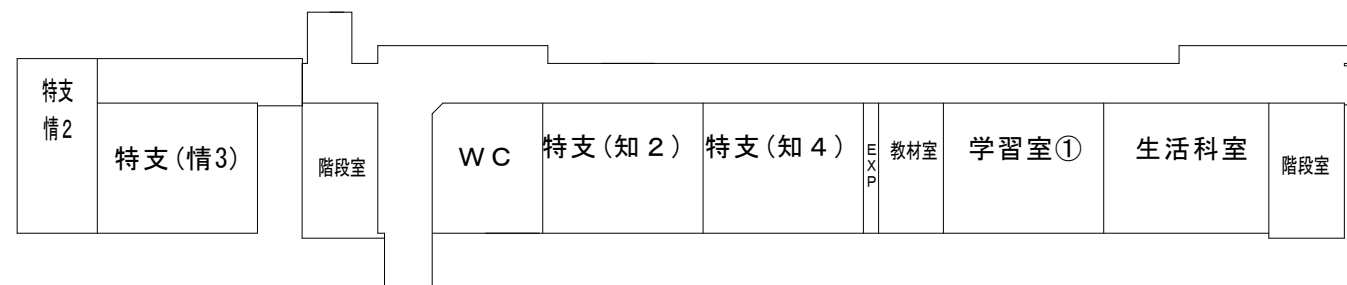 特支
情2
特支(情3)
階段室
WC
特支(知2)
特支(知4)
EXP
教材室
学習室①
生活科室
階段室